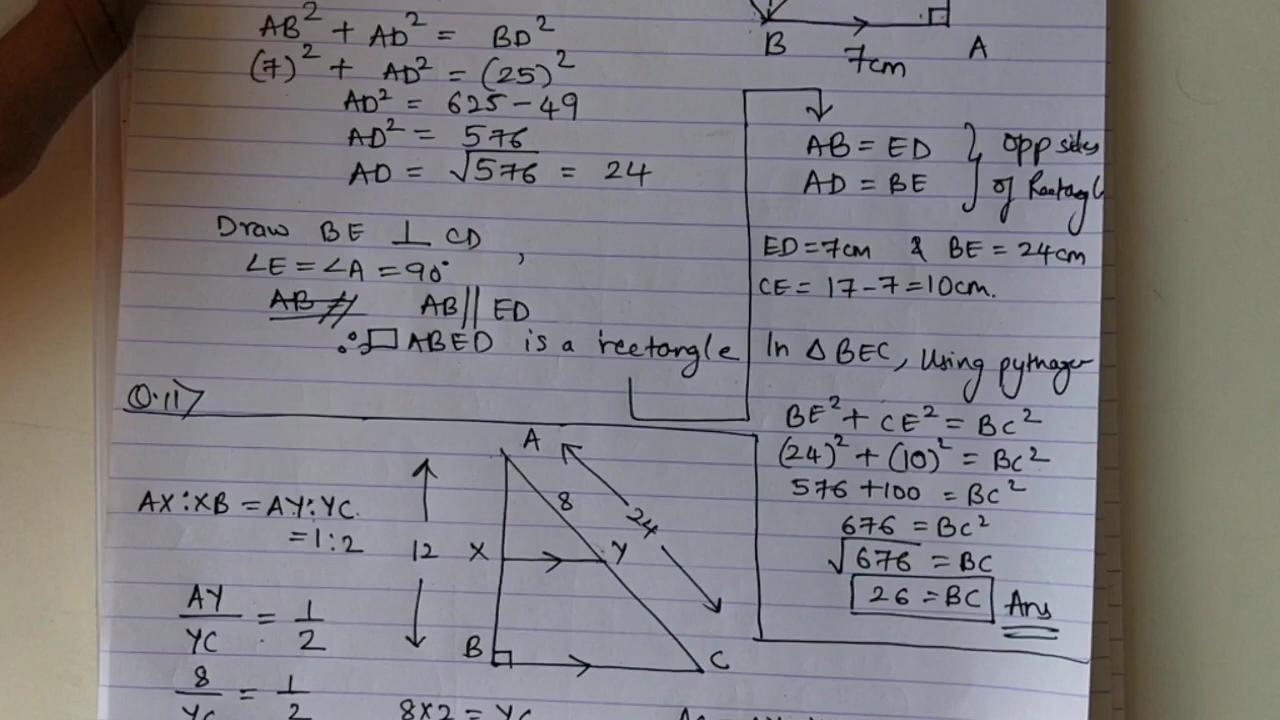 AB² + AD² = BD²
(7)² + AD² = (25)²
AD² = 625 - 49
AD² = 576
AD = √576 = 24
Draw BE ⊥ CD ,
∠E = ∠A = 90°
AB // AB || ED
∴ □ ABED is a rectangle
B 7cm A
AB = ED } opp sides
AD = BE } of Rectangle
ED = 7cm & BE = 24cm
CE = 17 - 7 = 10cm.
In △ BEC, Using
BE² + CE² = BC²
(24)² + (10)² = BC²
576 + 100 = BC²
676 = BC²
√676 = BC
26 = BC Ans
Q.11>
AX : XB = AY : YC
= 1 : 2
AY/YC = 1/2
8/YC = 1/2
8 x 2 = YC
A
8
24
12 X Y
B C